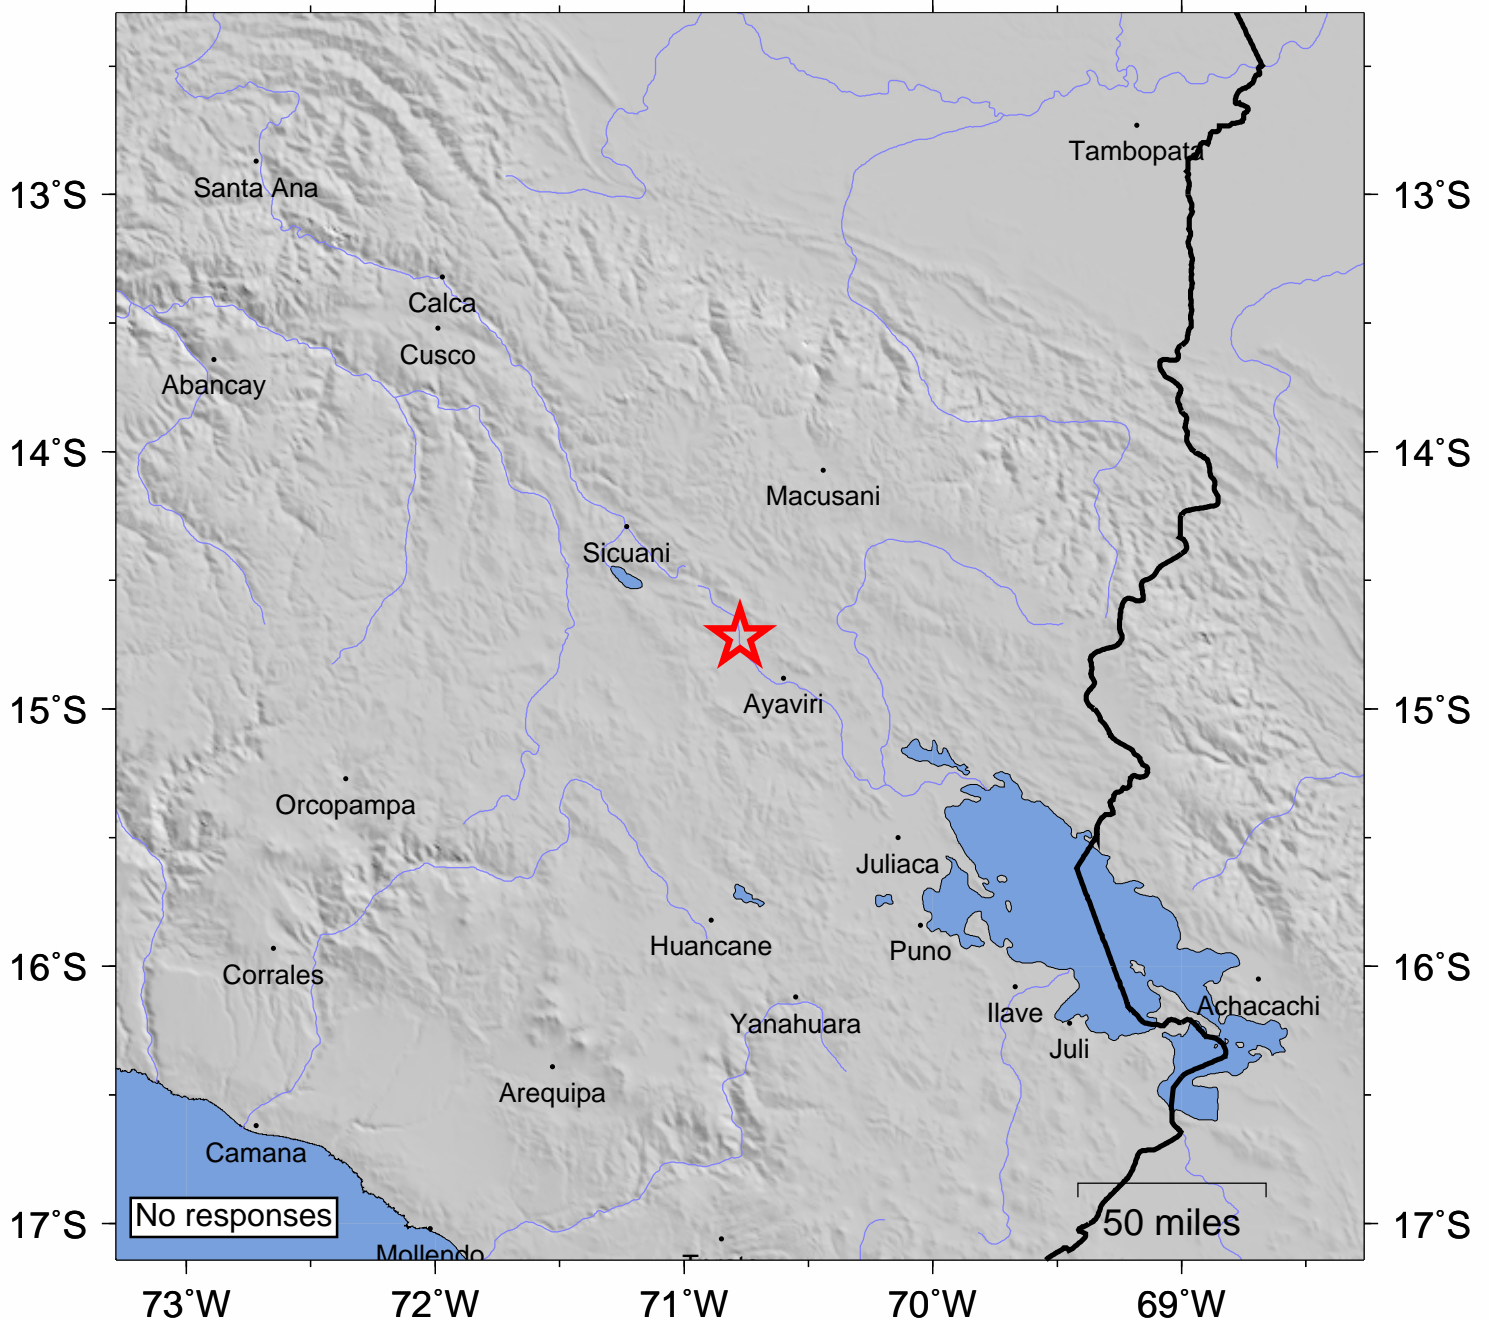 Tambopata
13°S
13°S
Santa Ana
Calca
Cusco
Abancay
14°S
14°S
Macusani
Sicuani
Ayaviri
15°S
15°S
Orcopampa
Juliaca
Huancane
Puno
16°S
16°S
Corrales
Ilave
Achacachi
Yanahuara
Juli
Arequipa
Camana
No responses
17°S
50 miles
17°S
Mollendo
73°W
72°W
71°W
70°W
69°W